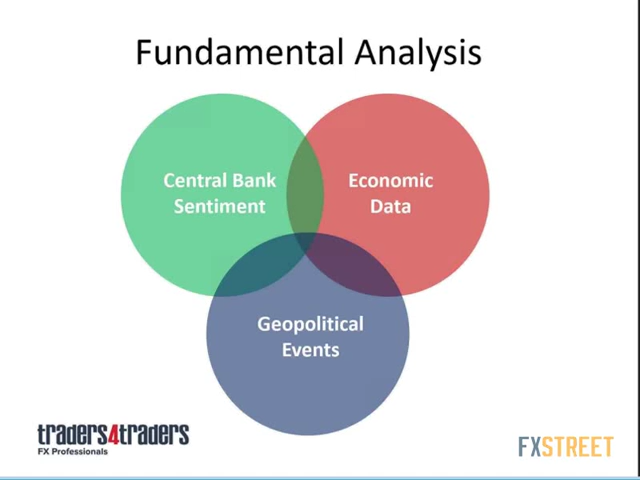 Fundamental Analysis
Central Bank
Sentiment
Economic
Data
Geopolitical
Events
traders4traders
FX Professionals
FXSTREET